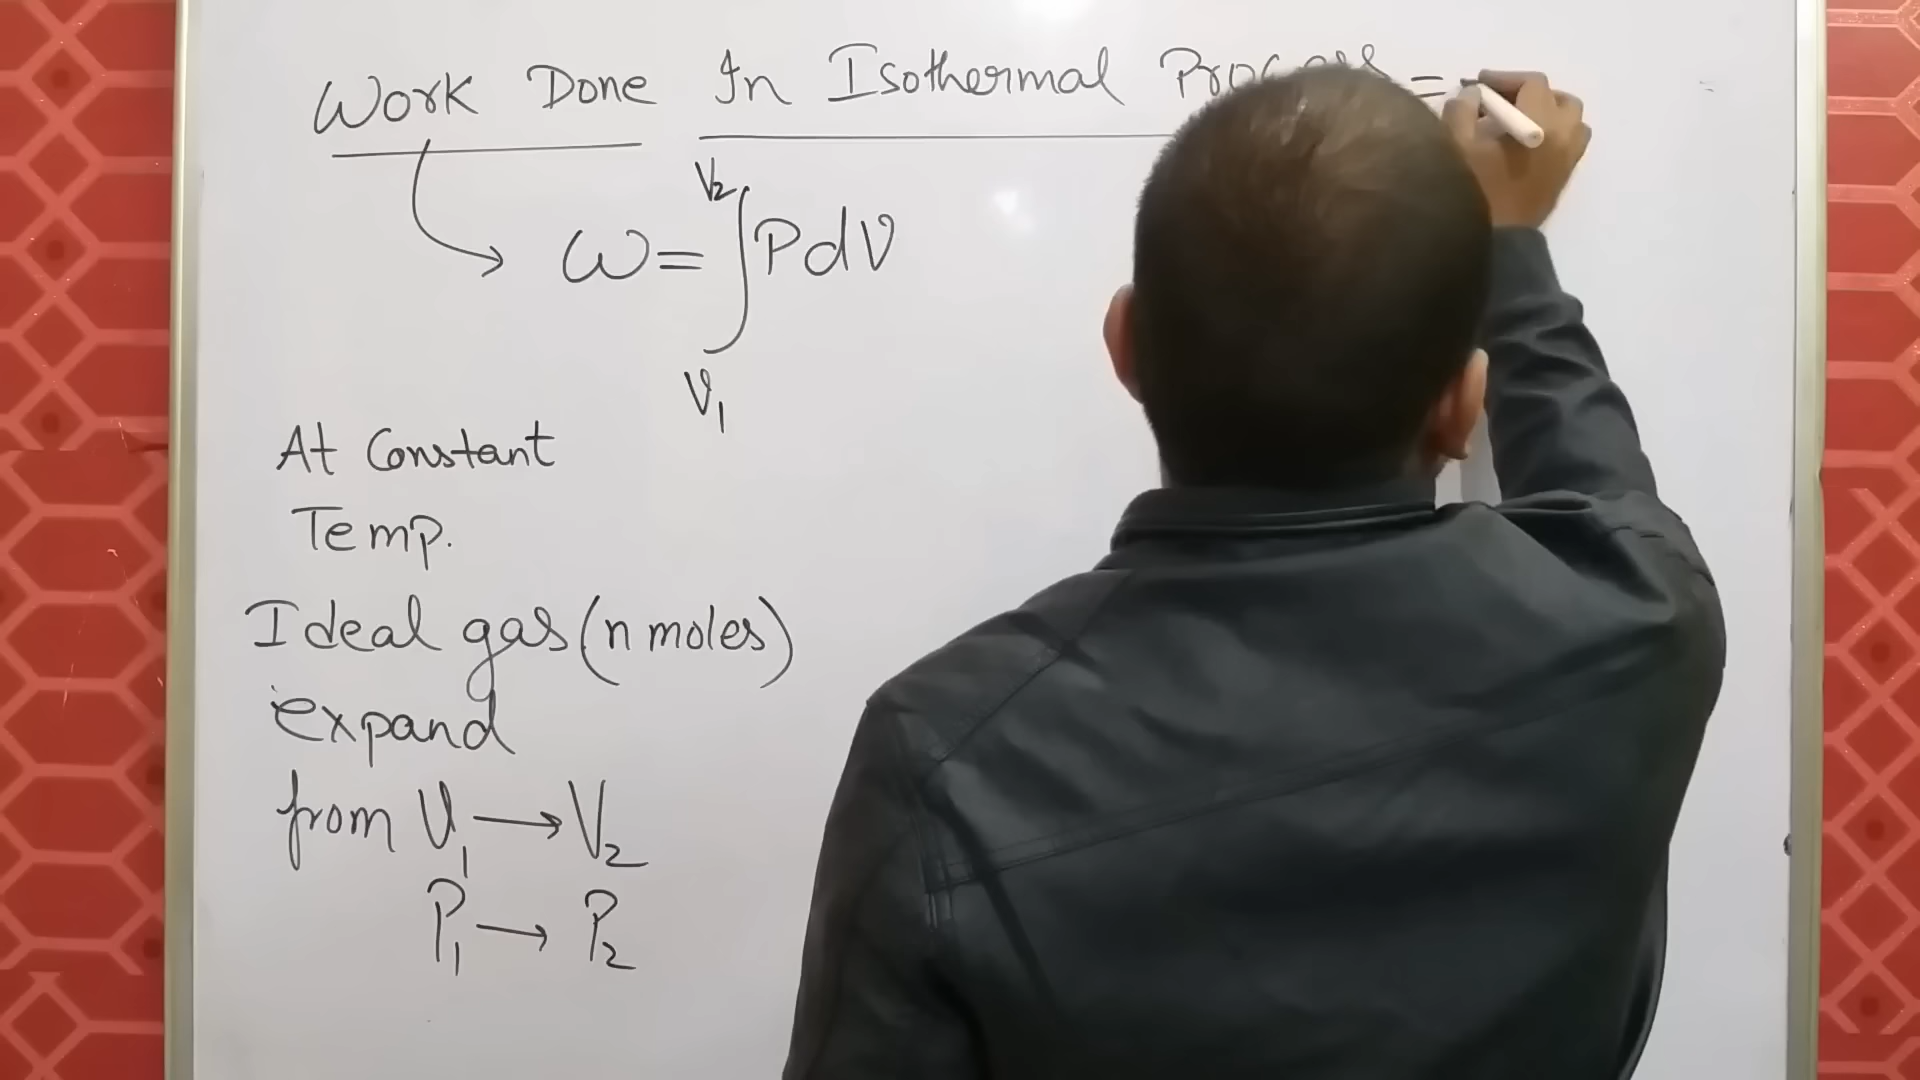 Work Done In Isothermal Process =
V2
ω = ∫ P d V
V1
At Constant
Temp.
Ideal gas (n moles)
expand
from V1 → V2
P1 → P2